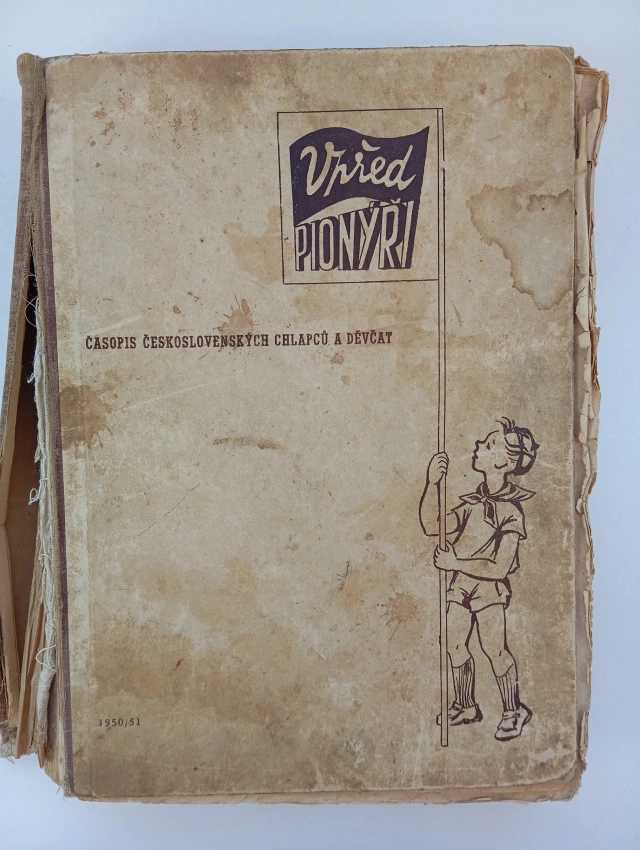 Vpřed
PIONÝŘI
ČASOPIS ČESKOSLOVENSKÝCH CHLAPCŮ A DĚVČAT
1950/51